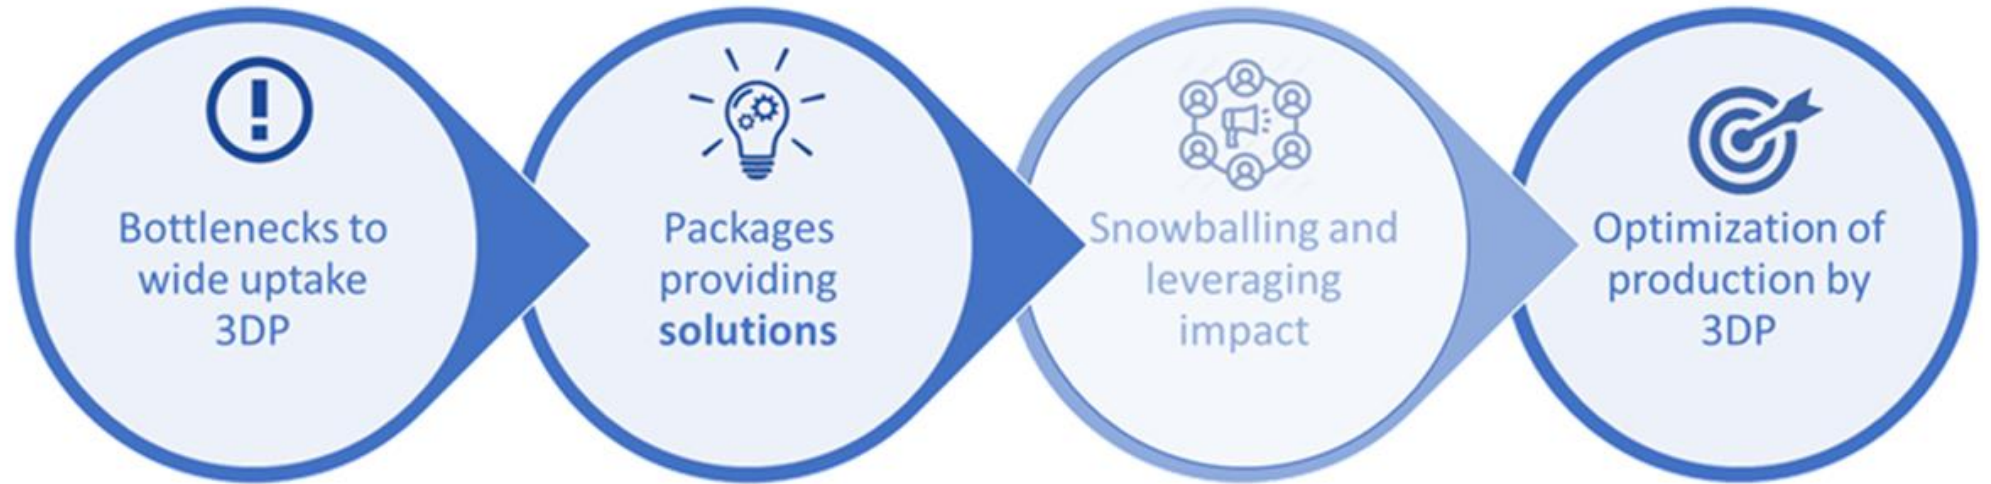 Bottlenecks to
wide uptake
3DP
Packages
providing
solutions
Snowballing and
leveraging
impact
Optimization of
production by
3DP